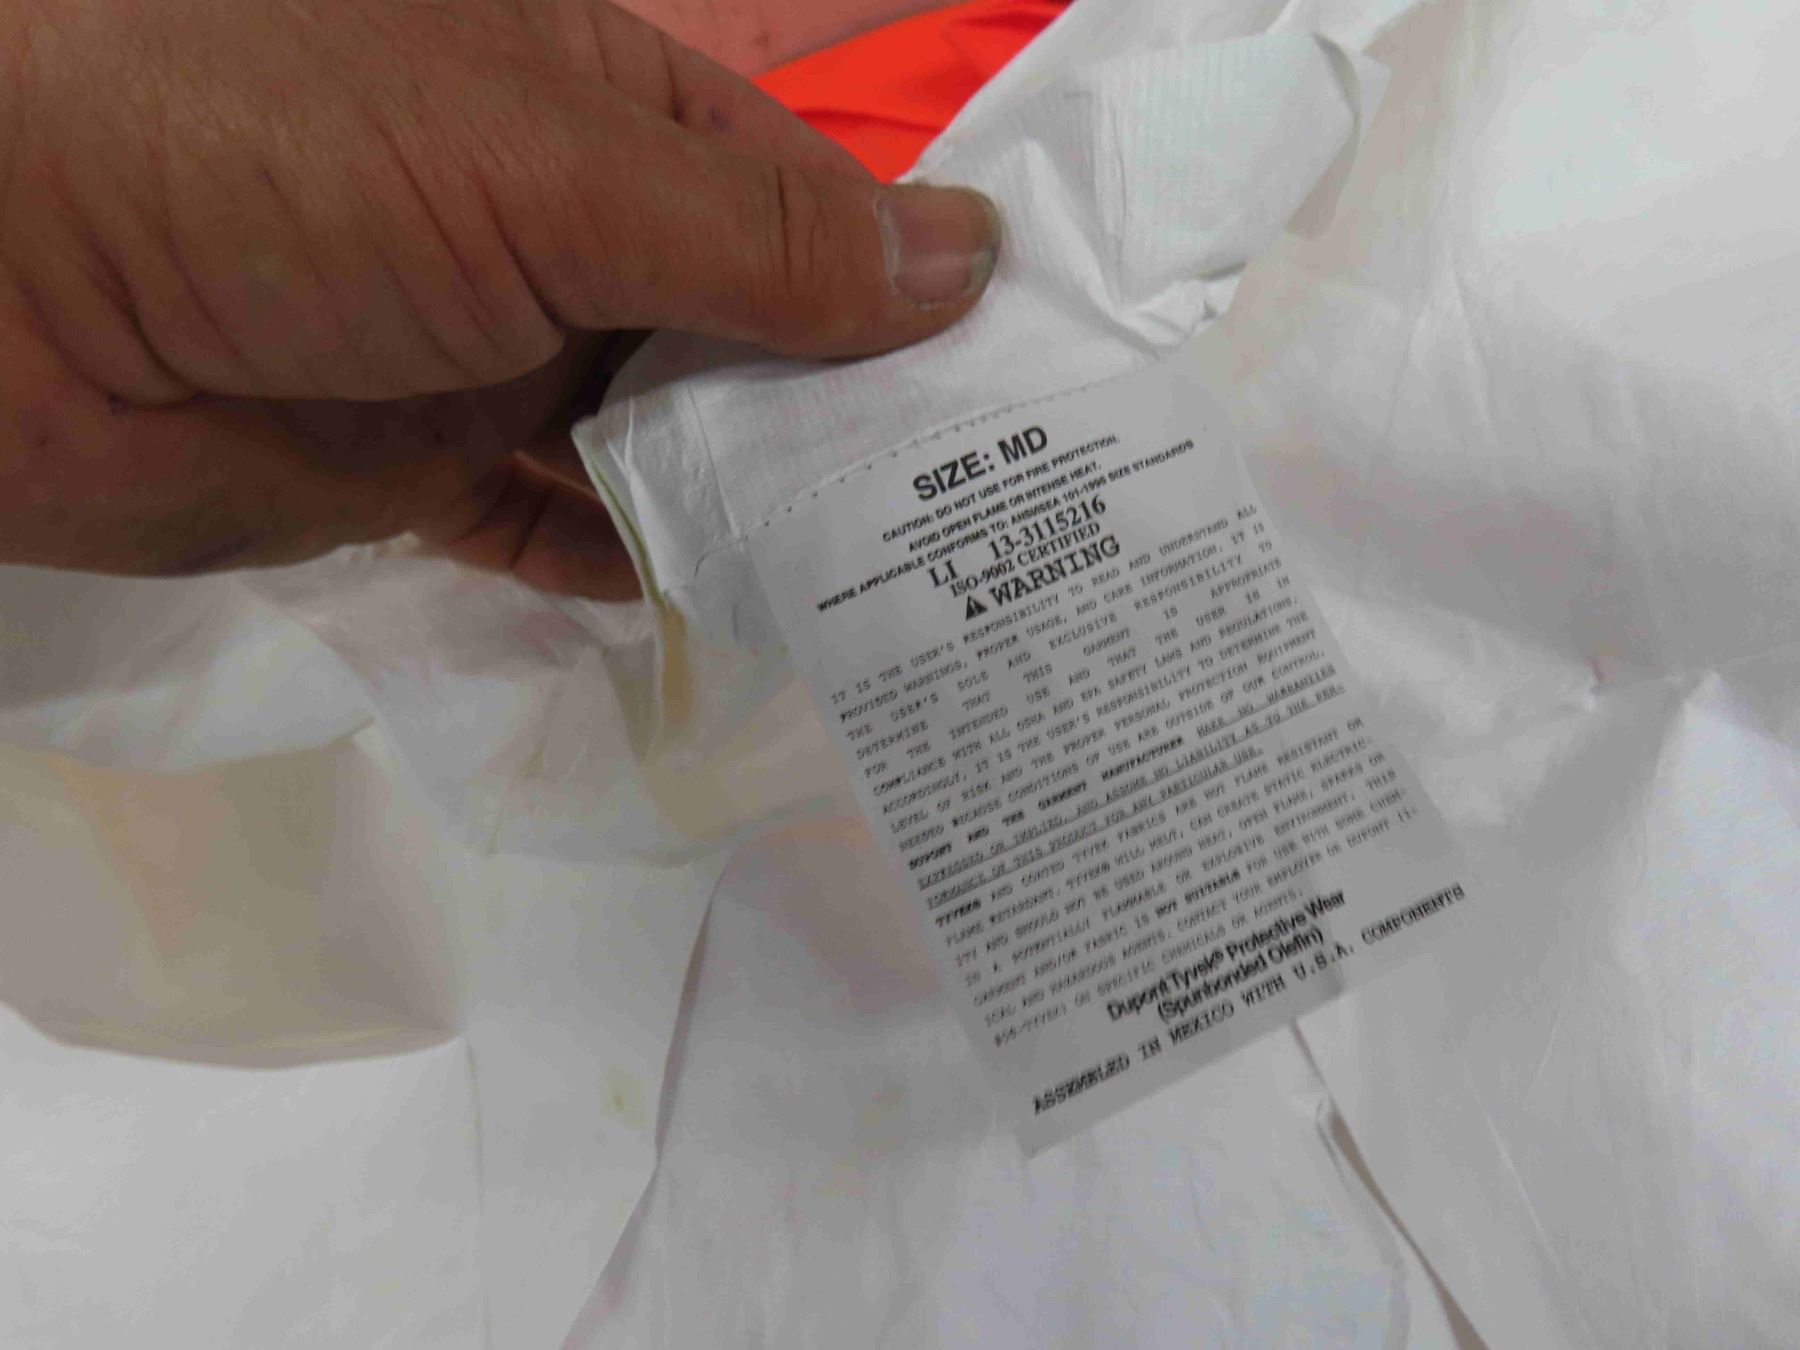 SIZE: MD
CAUTION: DO NOT USE FOR FIRE PROTECTION.
AVOID OPEN FLAME OR INTENSE HEAT.
WHERE APPLICABLE CONFORMS TO: ANSI/ISEA 101-1996 SIZE STANDARDS
LI 13-3115216
ISO-9002 CERTIFIED
⚠ WARNING
IT IS THE USER'S RESPONSIBILITY TO READ AND UNDERSTAND ALL
PROVIDED WARNINGS, PROPER USAGE, AND CARE INFORMATION. IT IS
THE USER'S SOLE AND EXCLUSIVE RESPONSIBILITY TO
DETERMINE THAT THIS GARMENT IS APPROPRIATE
FOR THE INTENDED USE AND THAT THE USER IS IN
COMPLIANCE WITH ALL OSHA AND EPA SAFETY LAWS AND REGULATIONS.
ACCORDINGLY, IT IS THE USER'S RESPONSIBILITY TO DETERMINE THE
LEVEL OF RISK AND THE PROPER PERSONAL PROTECTION EQUIPMENT
NEEDED BECAUSE CONDITIONS OF USE ARE OUTSIDE OF OUR CONTROL.
DUPONT AND THE GARMENT MANUFACTURER MAKE NO WARRANTIES
EXPRESSED OR IMPLIED, AND ASSUME NO LIABILITY AS TO THE PER-
FORMANCE OF THIS PRODUCT FOR ANY PARTICULAR USE.
TYVEK® AND COATED TYVEK FABRICS ARE NOT FLAME RESISTANT OR
FLAME RETARDANT. TYVEK® WILL MELT, CAN CREATE STATIC ELECTRIC-
ITY AND SHOULD NOT BE USED AROUND HEAT, OPEN FLAME, SPARKS OR
IN A POTENTIALLY FLAMMABLE OR EXPLOSIVE ENVIRONMENT. THIS
GARMENT AND/OR FABRIC IS NOT SUITABLE FOR USE WITH SOME CHEM-
ICAL AND HAZARDOUS AGENTS. CONTACT YOUR EMPLOYER OR DUPONT (1-
800-TYVEK) ON SPECIFIC CHEMICALS OR AGENTS.
Dupont Tyvek® Protective Wear
(Spunbonded Olefin)
ASSEMBLED IN MEXICO WITH U.S.A. COMPONENTS